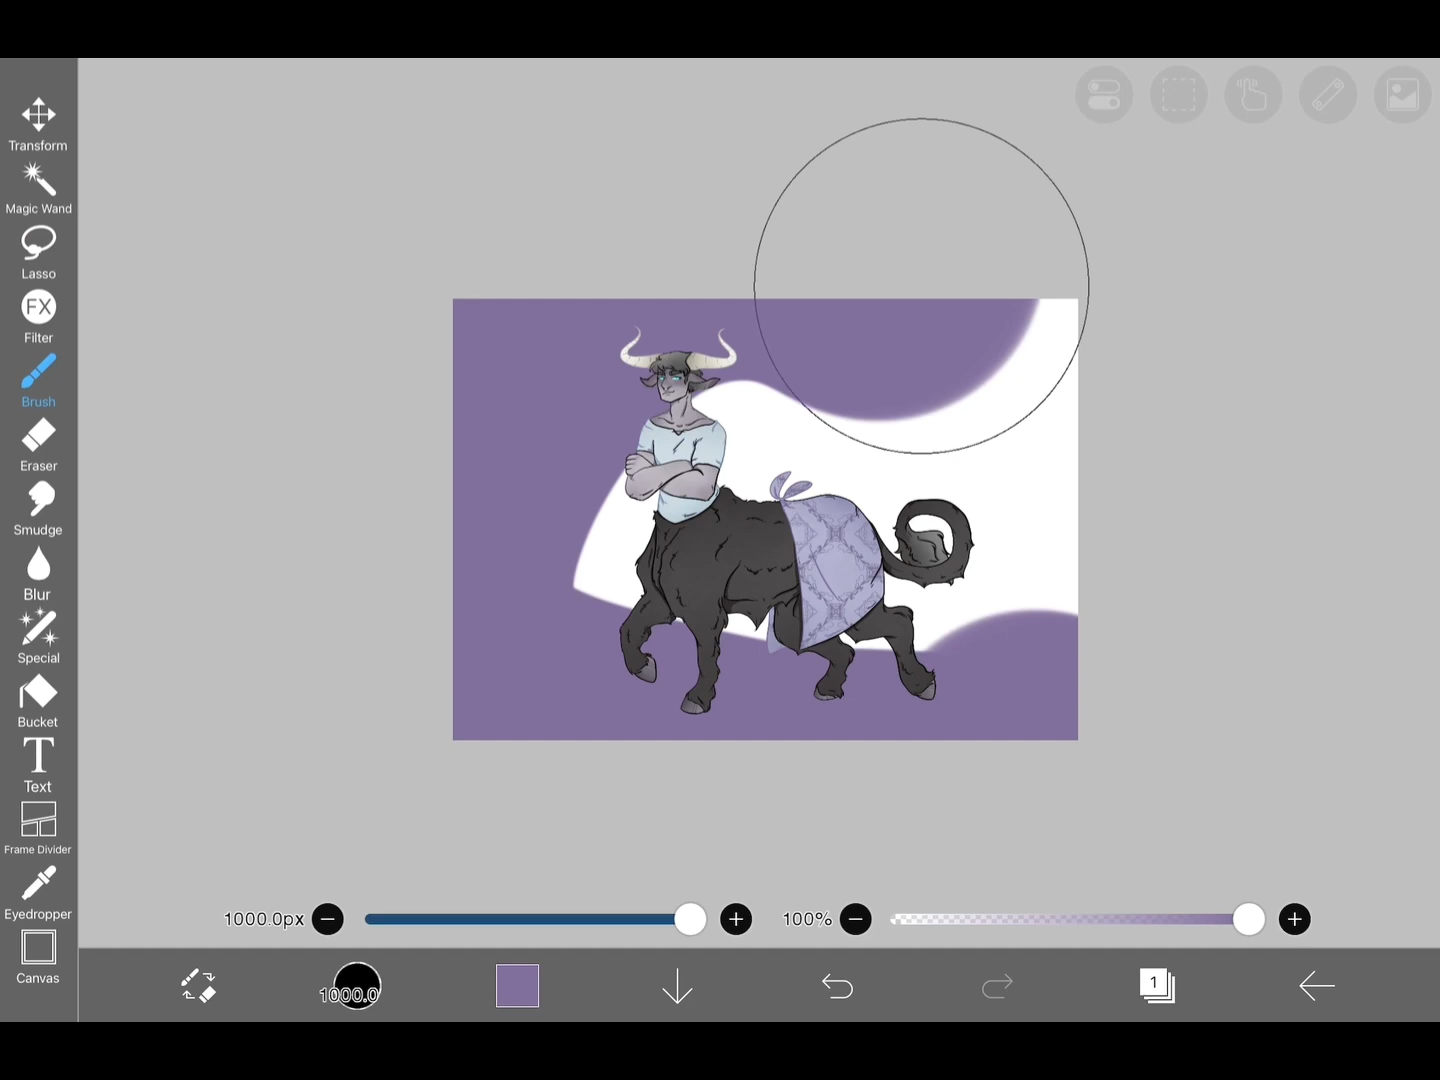 Transform
Magic Wand
Lasso
FX
Filter
Brush
Eraser
Smudge
Blur
Special
Bucket
T
Text
Frame Divider
Eyedropper
Canvas
1000.0px
100%
1000.0
1